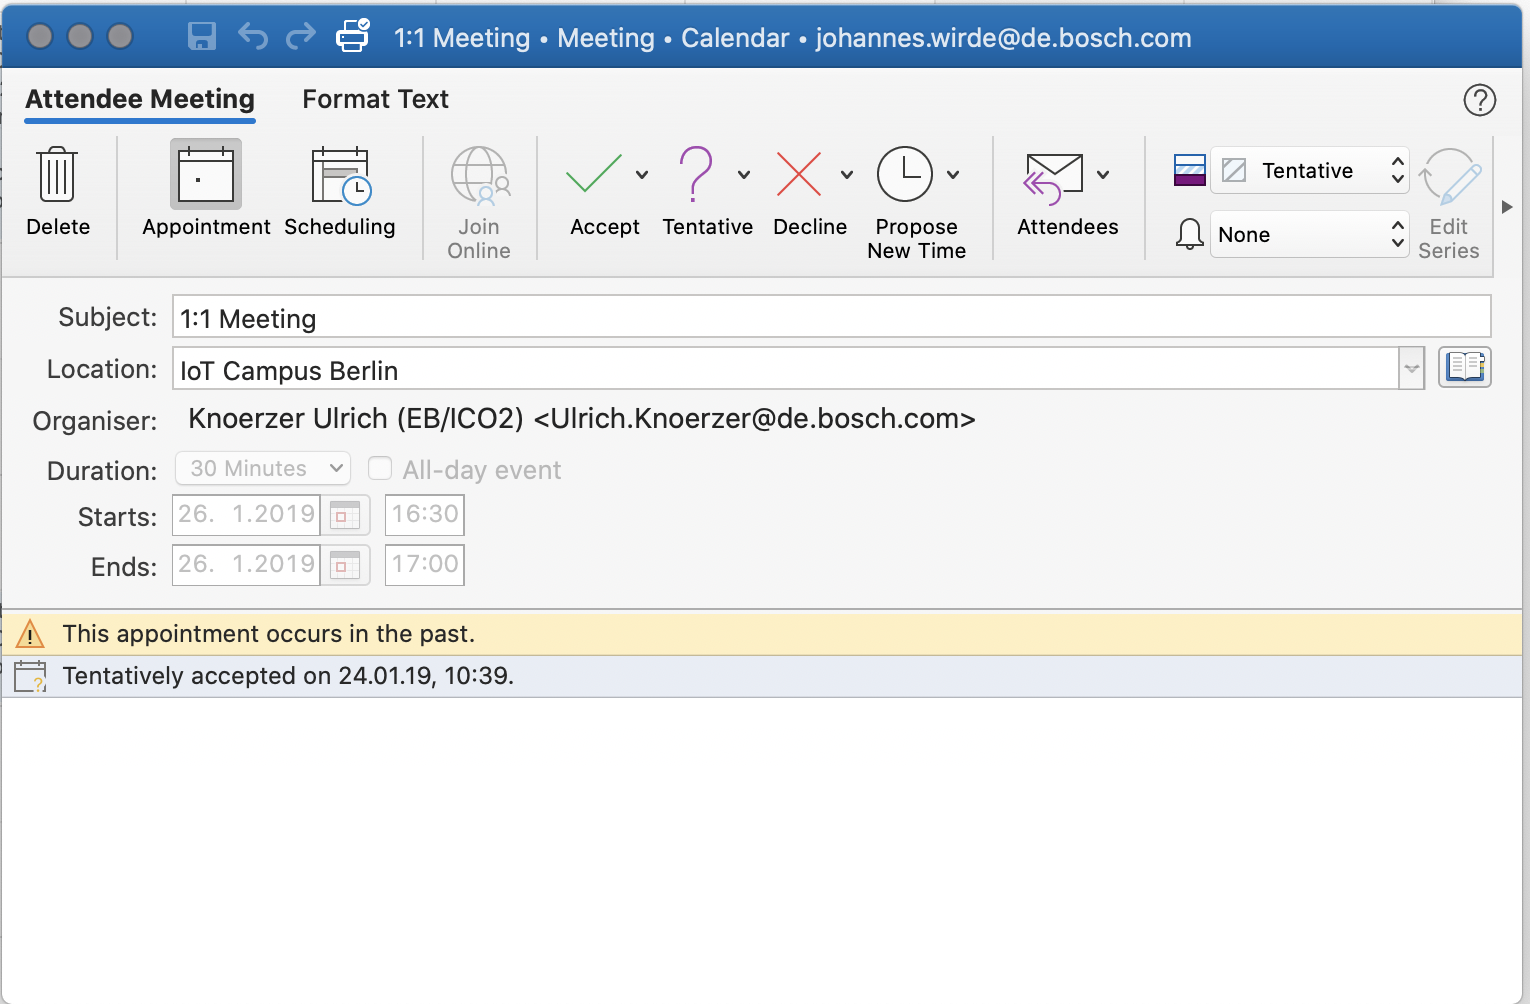 1:1 Meeting • Meeting • Calendar • johannes.wirde@de.bosch.com
Attendee Meeting
Format Text
Delete
Appointment
Scheduling
Join
Online
Accept
Tentative
Decline
Propose
New Time
Attendees
Tentative
None
Edit
Series
Subject: 1:1 Meeting
Location: IoT Campus Berlin
Organiser: Knoerzer Ulrich (EB/ICO2) <Ulrich.Knoerzer@de.bosch.com>
Duration: 30 Minutes All-day event
Starts: 26. 1.2019 16:30
Ends: 26. 1.2019 17:00
This appointment occurs in the past.
Tentatively accepted on 24.01.19, 10:39.